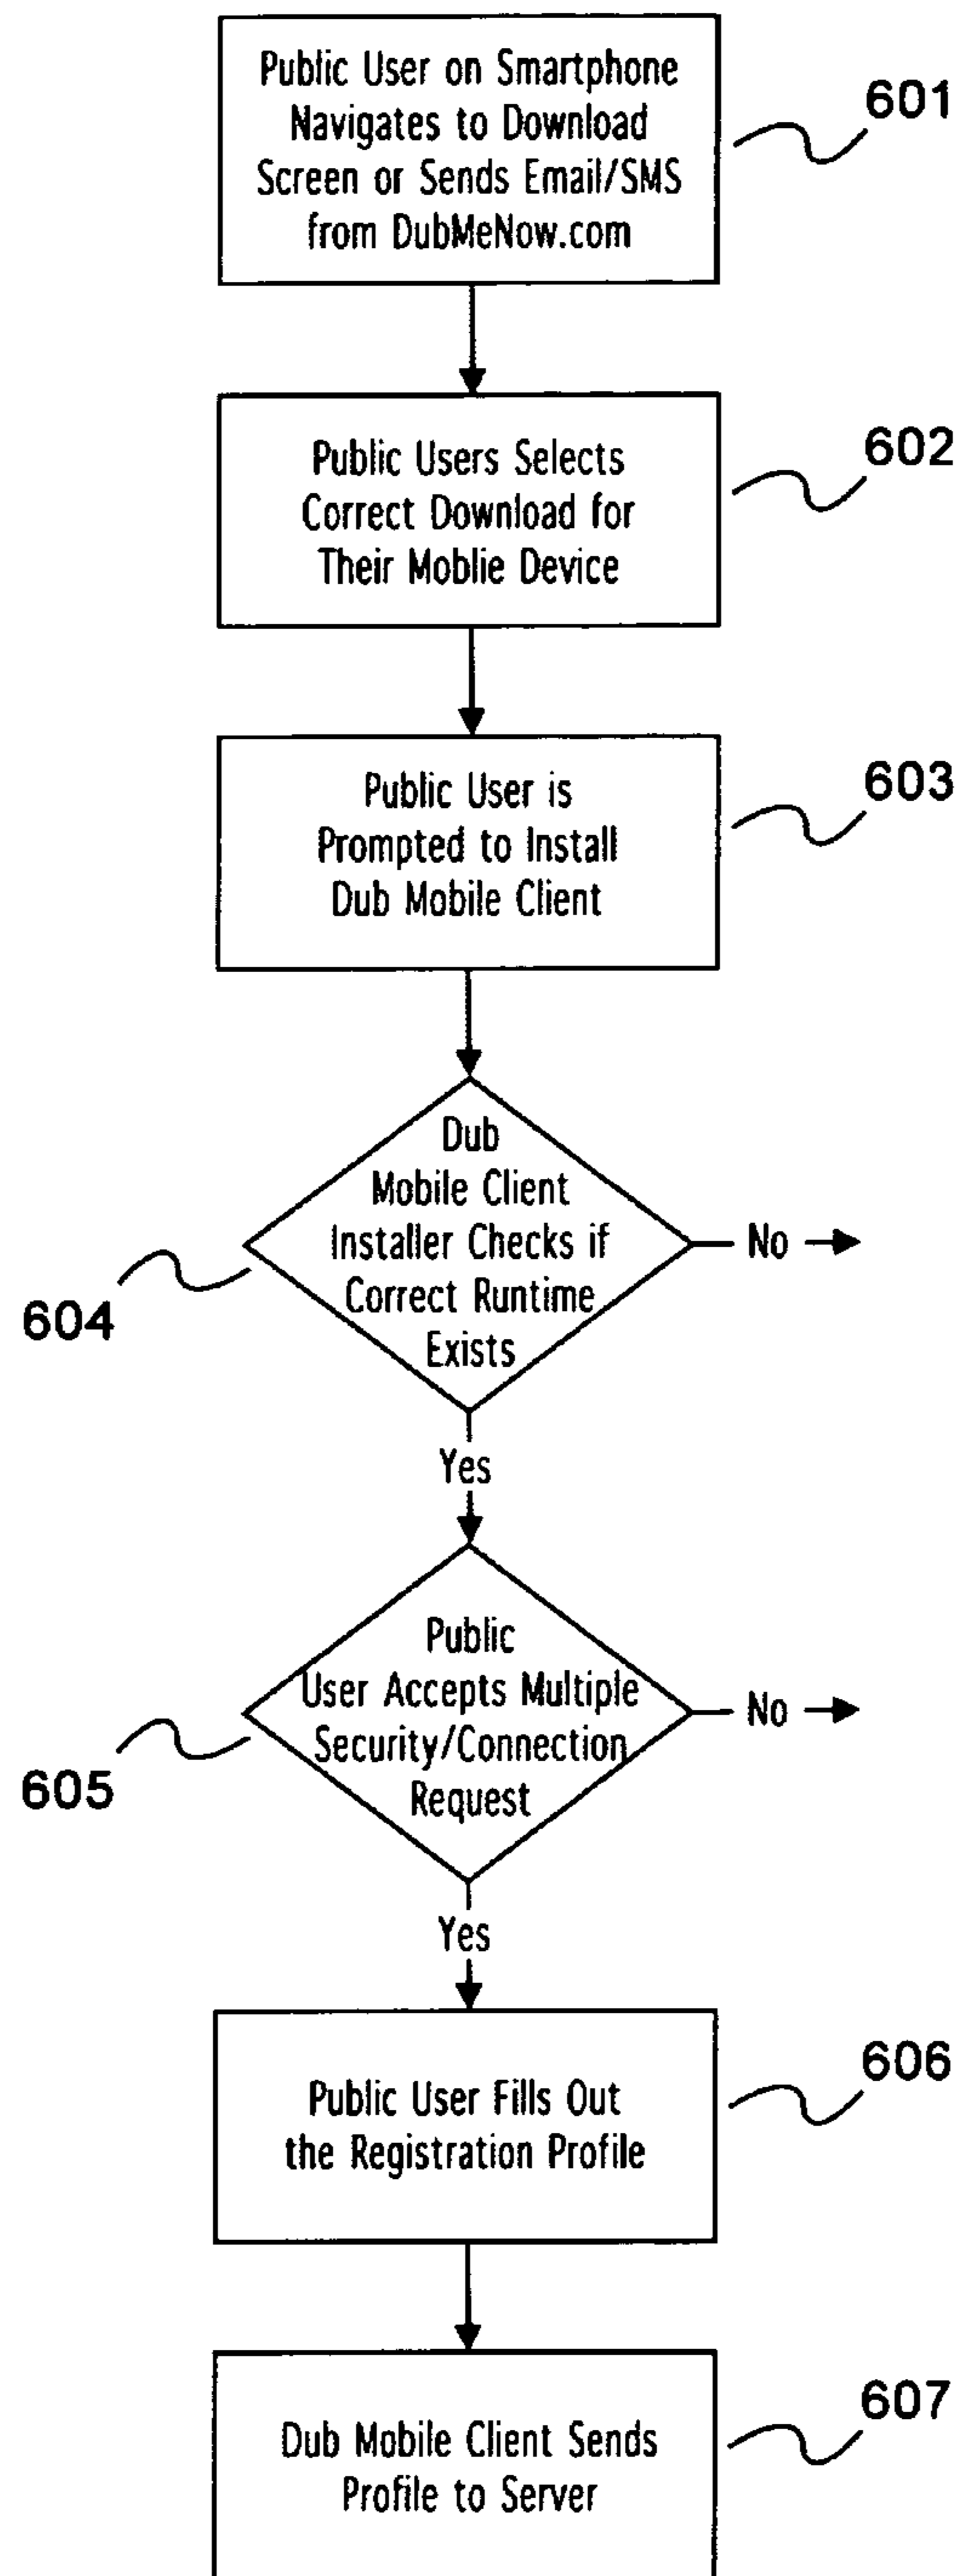 Public User on Smartphone
Navigates to Download
Screen or Sends Email/SMS
from DubMeNow.com
601
Public Users Selects
Correct Download for
Their Moblie Device
602
Public User is
Prompted to Install
Dub Mobile Client
603
Dub
Mobile Client
Installer Checks if
Correct Runtime
Exists
No
604
Yes
Public
User Accepts Multiple
Security/Connection
Request
No
605
Yes
Public User Fills Out
the Registration Profile
606
Dub Mobile Client Sends
Profile to Server
607